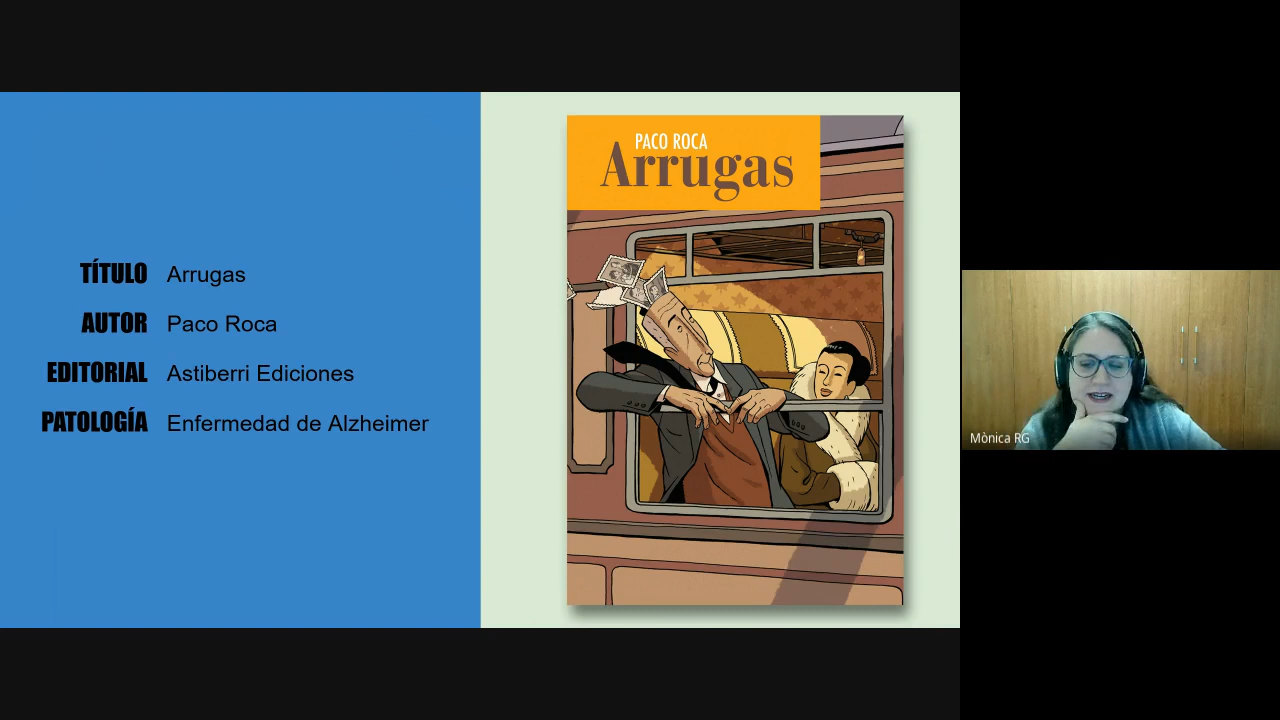 TÍTULO Arrugas
AUTOR Paco Roca
EDITORIAL Astiberri Ediciones
PATOLOGÍA Enfermedad de Alzheimer
PACO ROCA
Arrugas
Mònica RG